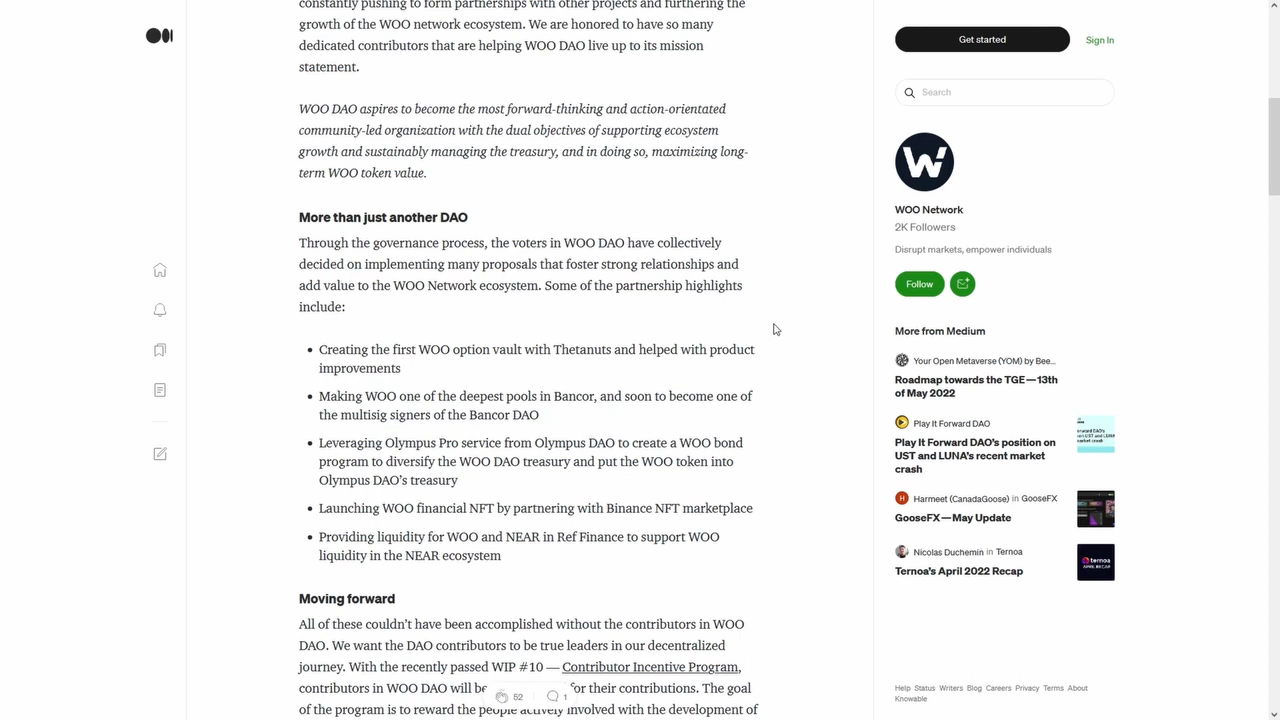 constantly pushing to form partnerships with other projects and furthering the
growth of the WOO network ecosystem. We are honored to have so many
dedicated contributors that are helping WOO DAO live up to its mission
statement.
WOO DAO aspires to become the most forward-thinking and action-orientated
community-led organization with the dual objectives of supporting ecosystem
growth and sustainably managing the treasury, and in doing so, maximizing long-
term WOO token value.
More than just another DAO
Through the governance process, the voters in WOO DAO have collectively
decided on implementing many proposals that foster strong relationships and
add value to the WOO Network ecosystem. Some of the partnership highlights
include:
• Creating the first WOO option vault with Thetanuts and helped with product
improvements
• Making WOO one of the deepest pools in Bancor, and soon to become one of
the multisig signers of the Bancor DAO
• Leveraging Olympus Pro service from Olympus DAO to create a WOO bond
program to diversify the WOO DAO treasury and put the WOO token into
Olympus DAO's treasury
• Launching WOO financial NFT by partnering with Binance NFT marketplace
• Providing liquidity for WOO and NEAR in Ref Finance to support WOO
liquidity in the NEAR ecosystem
Moving forward
All of these couldn't have been accomplished without the contributors in WOO
DAO. We want the DAO contributors to be true leaders in our decentralized
journey. With the recently passed WIP #10 — Contributor Incentive Program,
contributors in WOO DAO will be for their contributions. The goal
of the program is to reward the people actively involved with the development of
52
1
Get started
Sign In
Search
WOO Network
2K Followers
Disrupt markets, empower individuals
Follow
More from Medium
Your Open Metaverse (YOM) by Bee...
Roadmap towards the TGE — 13th
of May 2022
Play It Forward DAO
Play It Forward DAO's position on
UST and LUNA's recent market
crash
H
Harmeet (CanadaGoose) in GooseFX
GooseFX — May Update
Nicolas Duchemin in Ternoa
Ternoa's April 2022 Recap
ternoa
APRIL RECAP
Help Status Writers Blog Careers Privacy Terms About
Knowable